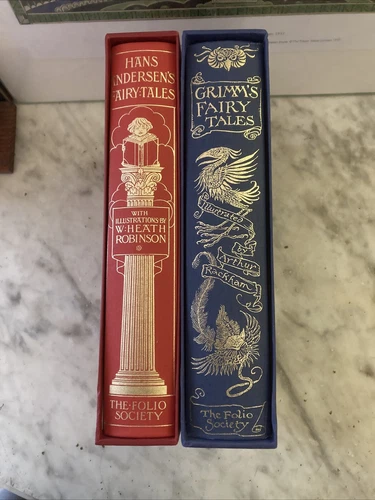 HANS
ANDERSEN'S
FAIRY·TALES
WITH
ILLUSTRATIONS BY
W·HEATH
ROBINSON
THE·FOLIO
SOCIETY
GRIMM'S
FAIRY
TALES
Illustrated
by
Arthur
Rackham
The Folio
Society